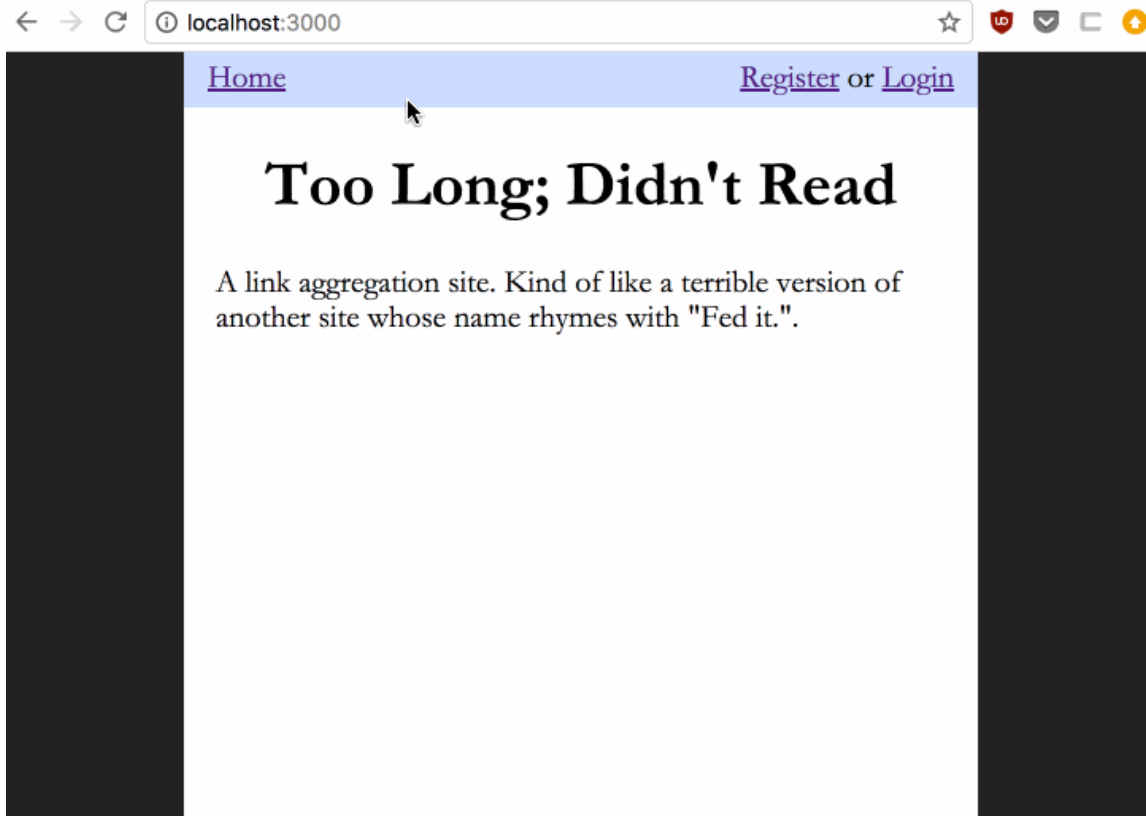 localhost:3000
Home Register or Login
Too Long; Didn't Read
A link aggregation site. Kind of like a terrible version of
another site whose name rhymes with "Fed it.".